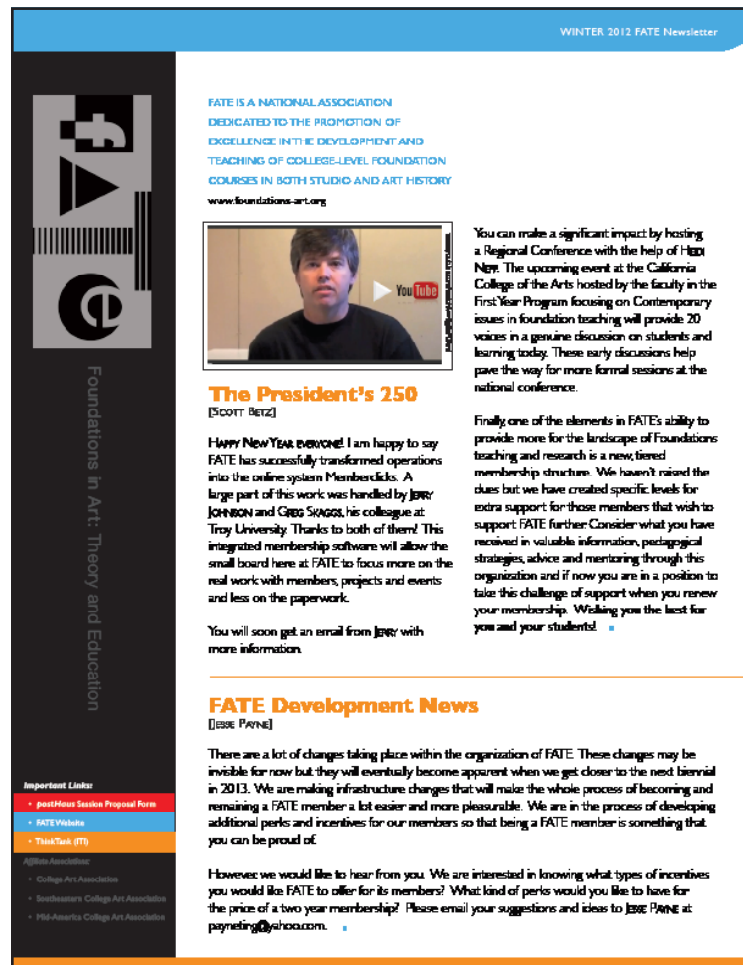 WINTER 2012 FATE Newsletter
fATe
Foundations in Art: Theory and Education
FATE IS A NATIONAL ASSOCIATION
DEDICATED TO THE PROMOTION OF
EXCELLENCE IN THE DEVELOPMENT AND
TEACHING OF COLLEGE-LEVEL FOUNDATION
COURSES IN BOTH STUDIO AND ART HISTORY
www.foundations-art.org
YouTube
The President's 250
[SCOTT BETZ]
HAPPY NEW YEAR EVERYONE! I am happy to say
FATE has successfully transformed operations
into the online system Memberclicks. A
large part of this work was handled by JERRY
JOHNSON and GREG SKAGGS, his colleague at
Troy University. Thanks to both of them! This
integrated membership software will allow the
small board here at FATE to focus more on the
real work with members, projects and events
and less on the paperwork.
You will soon get an email from JERRY with
more information.
You can make a significant impact by hosting
a Regional Conference with the help of HEIDI
NEFF. The upcoming event at the California
College of the Arts hosted by the faculty in the
First Year Program focusing on Contemporary
issues in foundation teaching will provide 20
voices in a genuine discussion on students and
learning today. These early discussions help
pave the way for more formal sessions at the
national conference.
Finally, one of the elements in FATE's ability to
provide more for the landscape of Foundations
teaching and research is a new, tiered
membership structure. We haven't raised the
dues but we have created specific levels for
extra support for those members that wish to
support FATE further. Consider what you have
received in valuable information, pedagogical
strategies, advice and mentoring through this
organization and if now you are in a position to
take this challenge of support when you renew
your membership. Wishing you the best for
you and your students!
FATE Development News
[JESSE PAYNE]
There are a lot of changes taking place within the organization of FATE. These changes may be
invisible for now but they will eventually become apparent when we get closer to the next biennial
in 2013. We are making infrastructure changes that will make the whole process of becoming and
remaining a FATE member a lot easier and more pleasurable. We are in the process of developing
additional perks and incentives for our members so that being a FATE member is something that
you can be proud of.
However, we would like to hear from you. We are interested in knowing what types of incentives
you would like FATE to offer for its members? What kind of perks would you like to have for
the price of a two year membership? Please email your suggestions and ideas to JESSE PAYNE at
payneting@yahoo.com.
Important Links:
• postHaus Session Proposal Form
• FATE Website
• ThinkTank (ITI)
Affiliate Associations:
• College Art Association
• Southeastern College Art Association
• Mid-America College Art Association